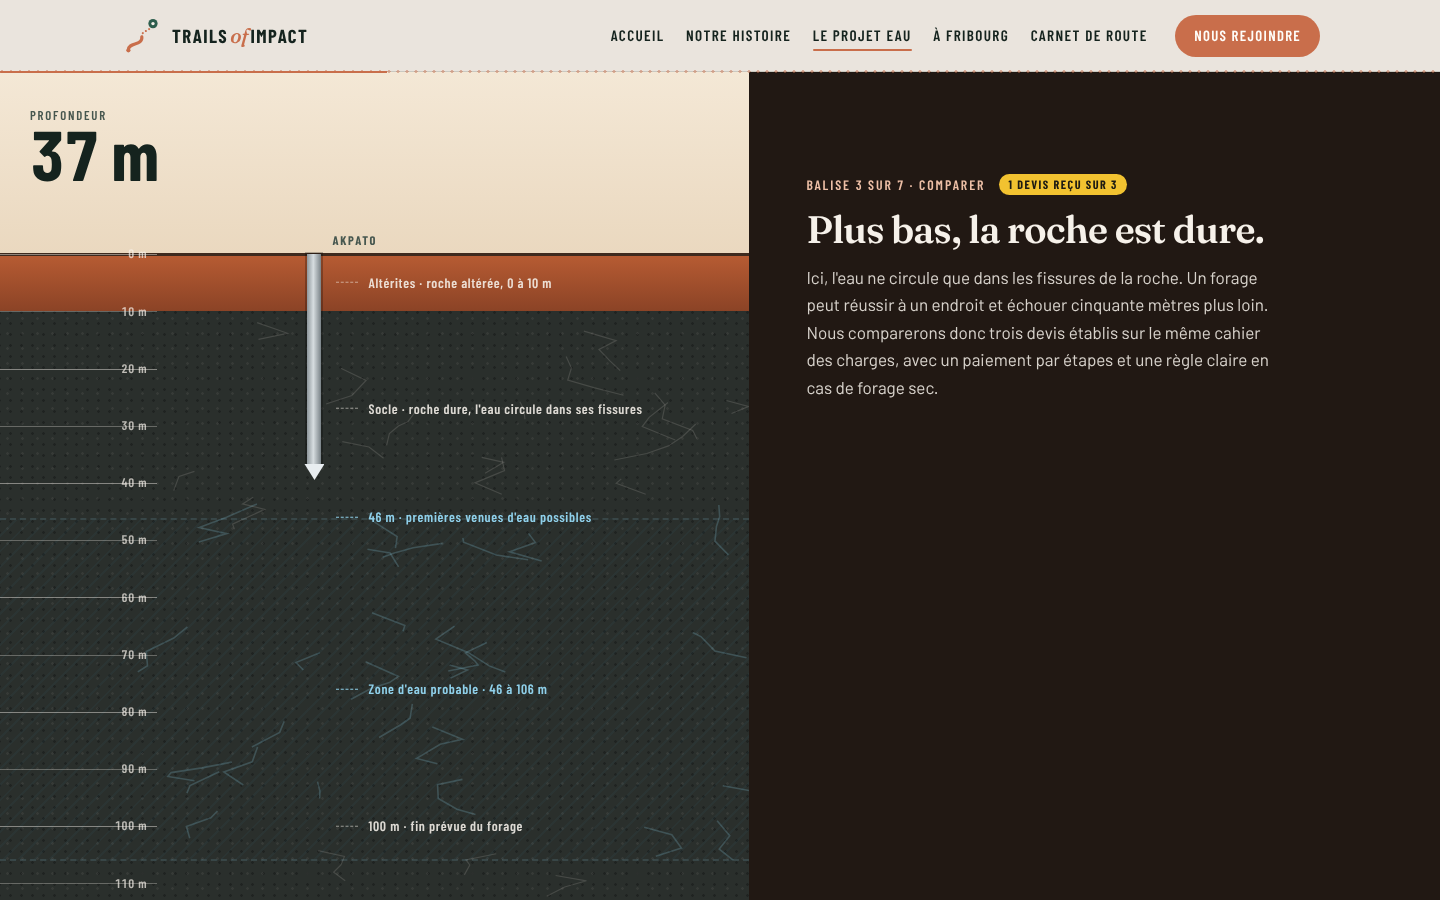 TRAILS of IMPACT
ACCUEIL NOTRE HISTOIRE LE PROJET EAU À FRIBOURG CARNET DE ROUTE NOUS REJOINDRE
PROFONDEUR
37 m
AKPATO
0 m
Altérites · roche altérée, 0 à 10 m
10 m
20 m
Socle · roche dure, l'eau circule dans ses fissures
30 m
40 m
46 m · premières venues d'eau possibles
50 m
60 m
70 m
Zone d'eau probable · 46 à 106 m
80 m
90 m
100 m
100 m · fin prévue du forage
110 m
BALISE 3 SUR 7 · COMPARER 1 DEVIS REÇU SUR 3
Plus bas, la roche est dure.
Ici, l'eau ne circule que dans les fissures de la roche. Un forage
peut réussir à un endroit et échouer cinquante mètres plus loin.
Nous comparerons donc trois devis établis sur le même cahier
des charges, avec un paiement par étapes et une règle claire en
cas de forage sec.